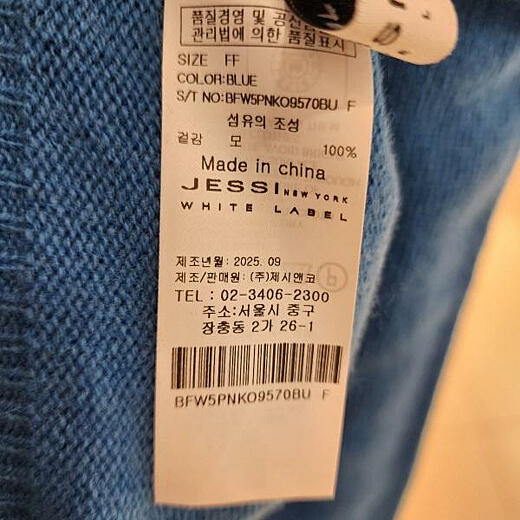 품질경영 및 공산
관리법에 의한 품질표시
SIZE FF
COLOR:BLUE
S/T NO:BFW5PNKO9570BU F
섬유의 조성
겉감 모 100%
Made in china
JESSI NEW YORK
WHITE LABEL
제조년월: 2025. 09
제조/판매원: (주)제시앤코
TEL : 02-3406-2300
주소:서울시 중구
장충동 2가 26-1
BFW5PNKO9570BU F